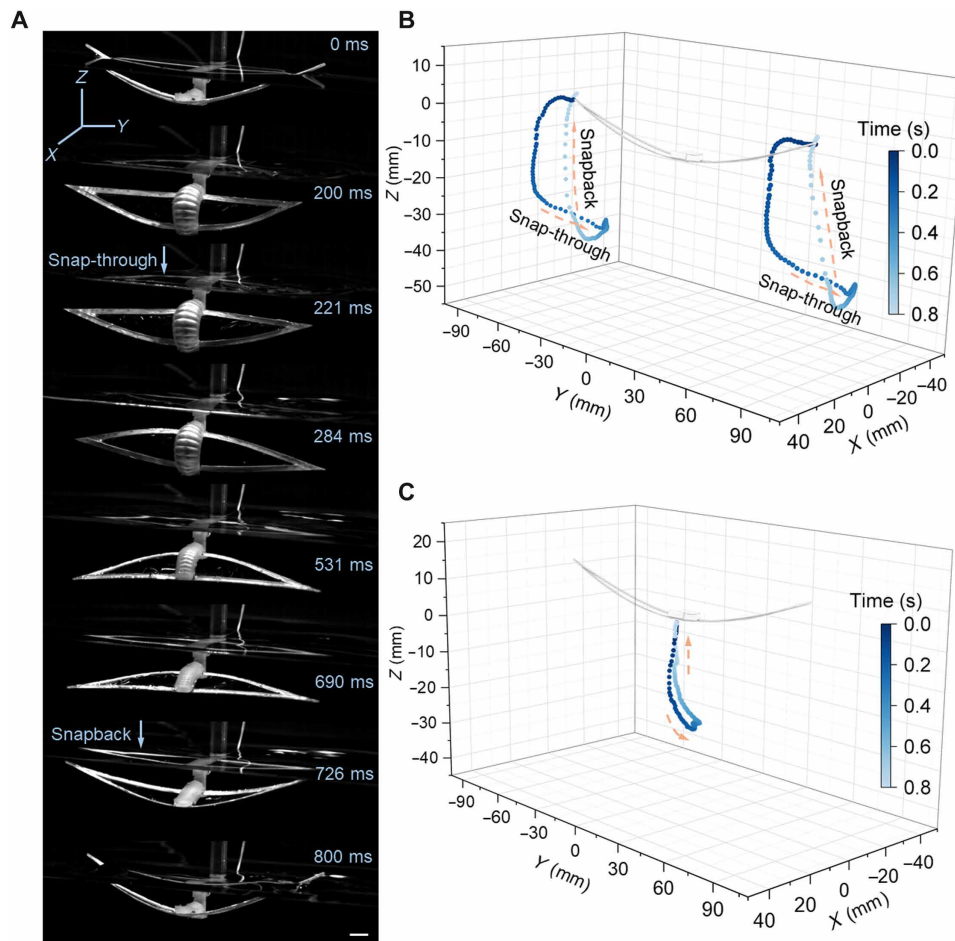 A
0 ms
Z
Y
X
200 ms
Snap-through
221 ms
284 ms
531 ms
690 ms
Snapback
726 ms
800 ms
B
10
0
−10
−20
−30
−40
−50
Z (mm)
Snapback
Snap-through
Snapback
Snap-through
Time (s)
0.0
0.2
0.4
0.6
0.8
−90
−60
−30
0
30
60
90
Y (mm)
40
20
0
−20
−40
X (mm)
C
20
10
0
−10
−20
−30
−40
Z (mm)
Time (s)
0.0
0.2
0.4
0.6
0.8
−90
−60
−30
0
30
60
90
Y (mm)
40
20
0
−20
−40
X (mm)